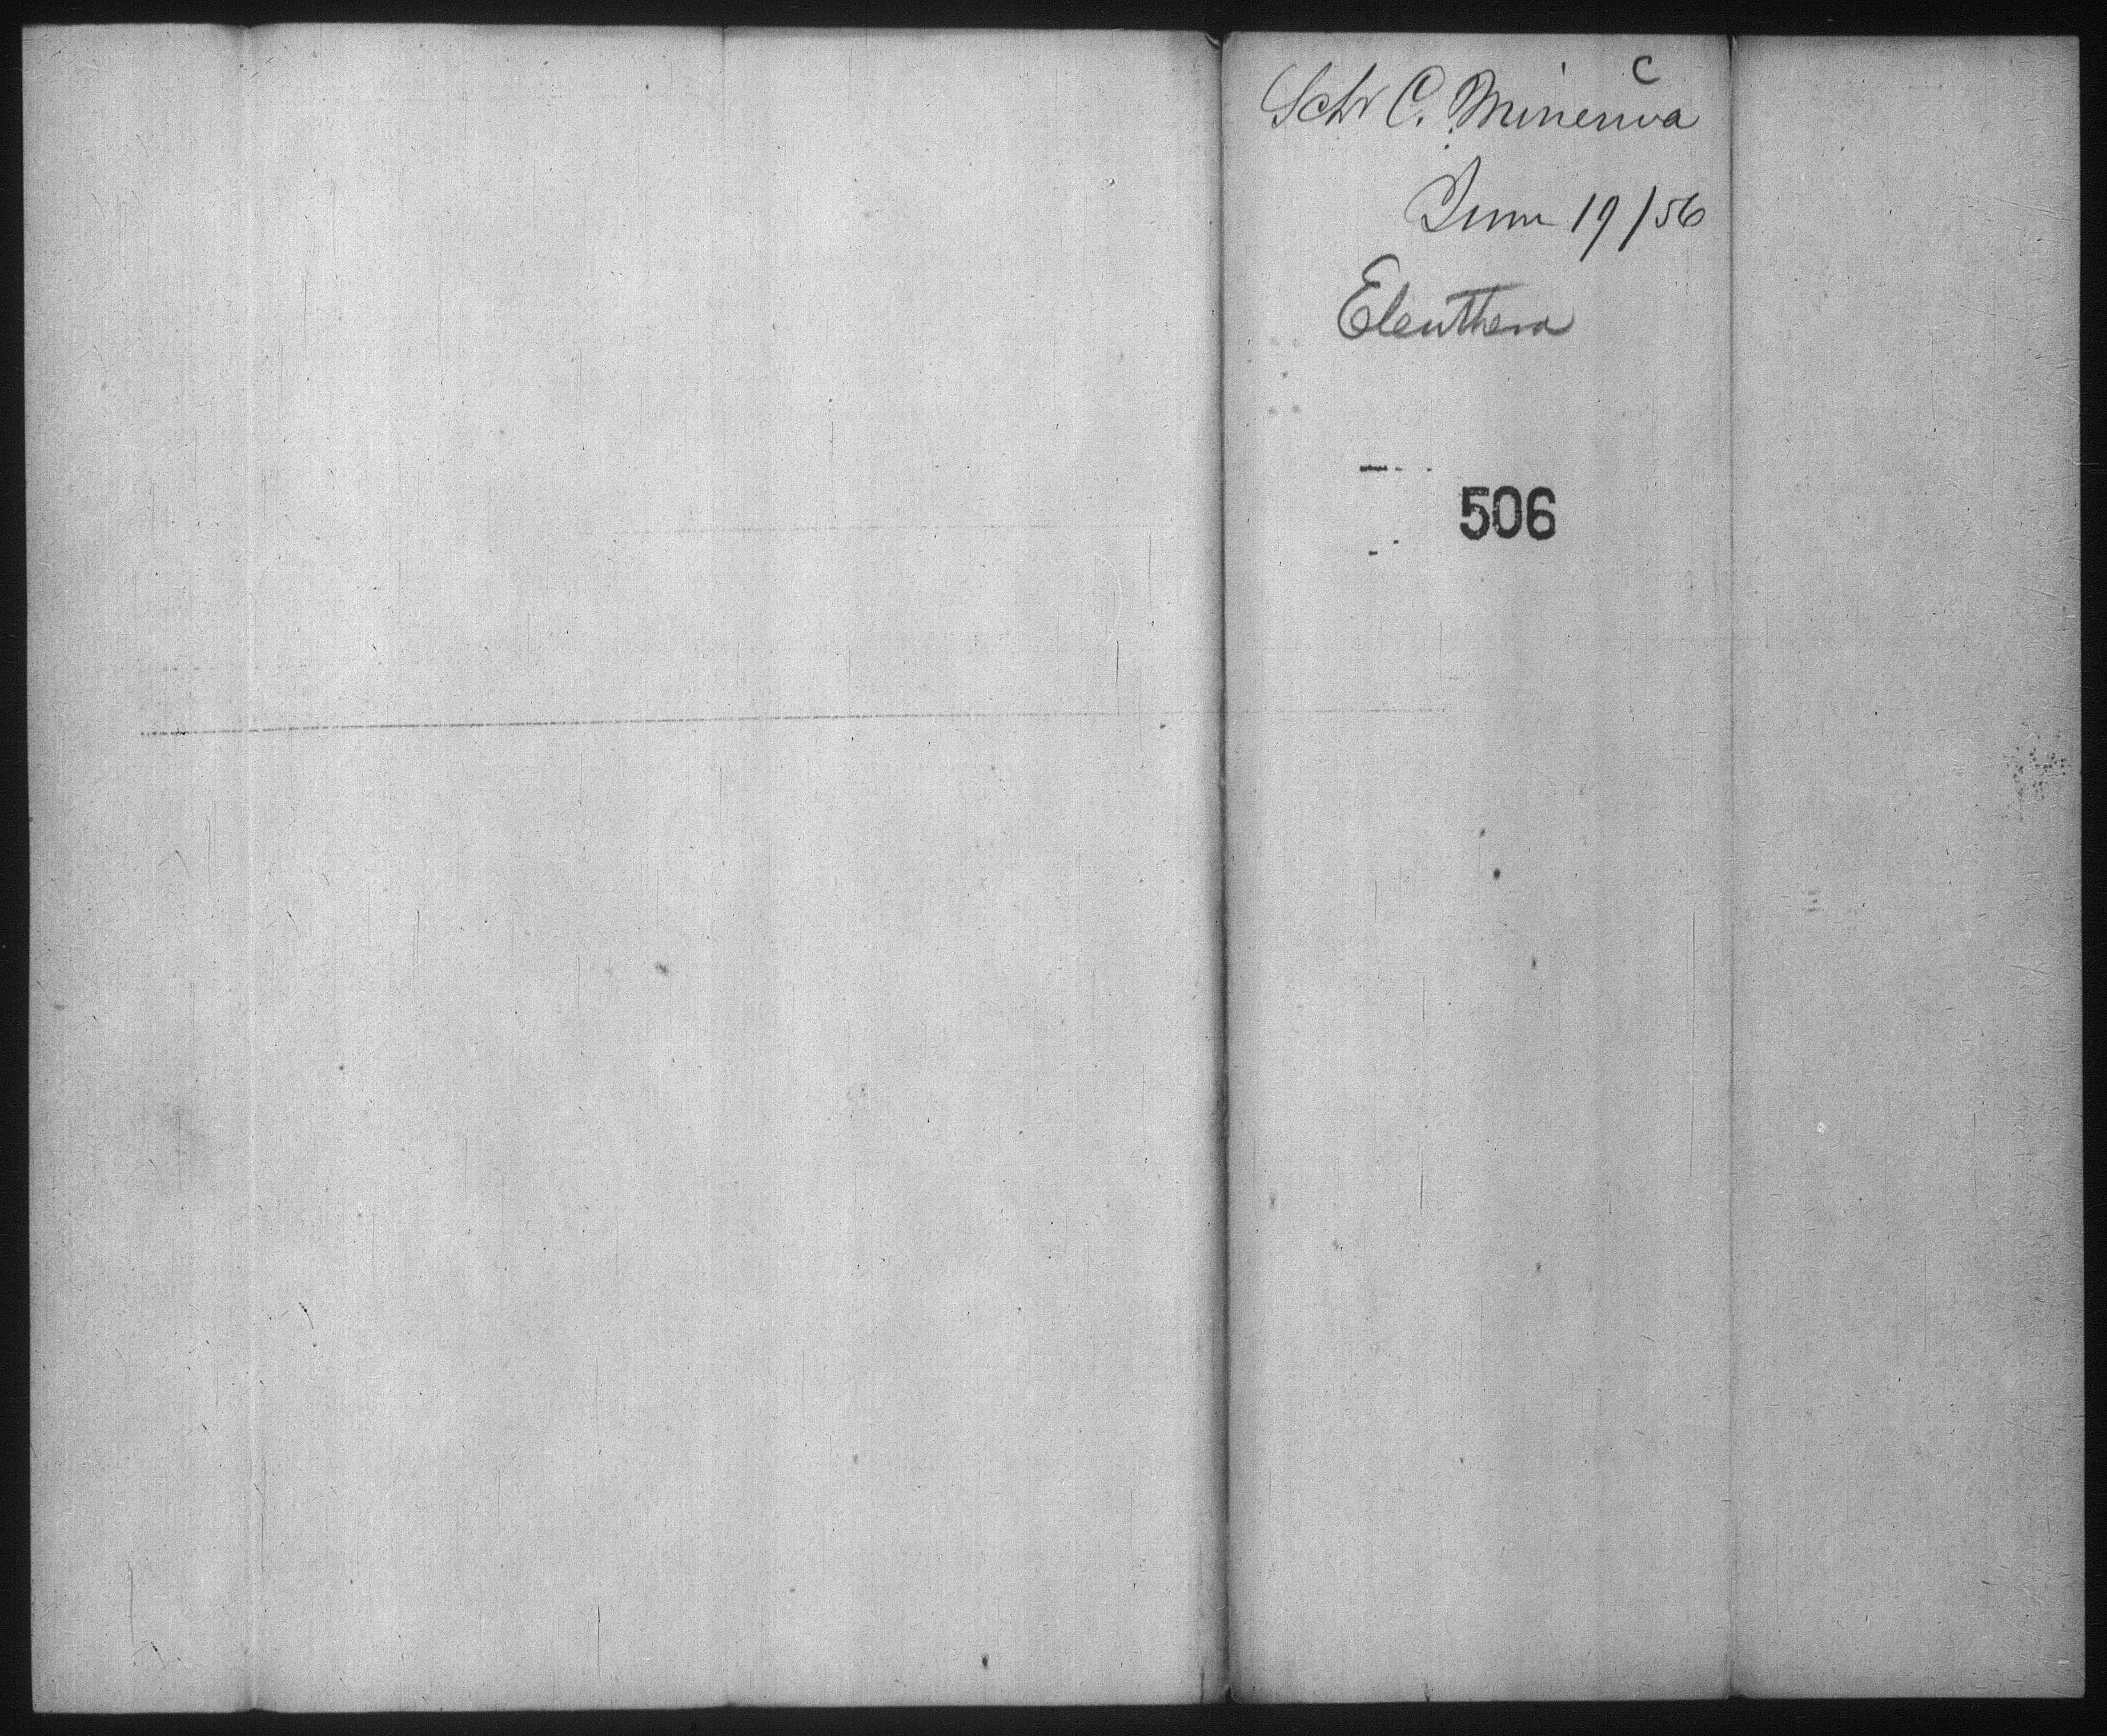 C
Schr C. Minerva
June 19/56
Eleuthera
506